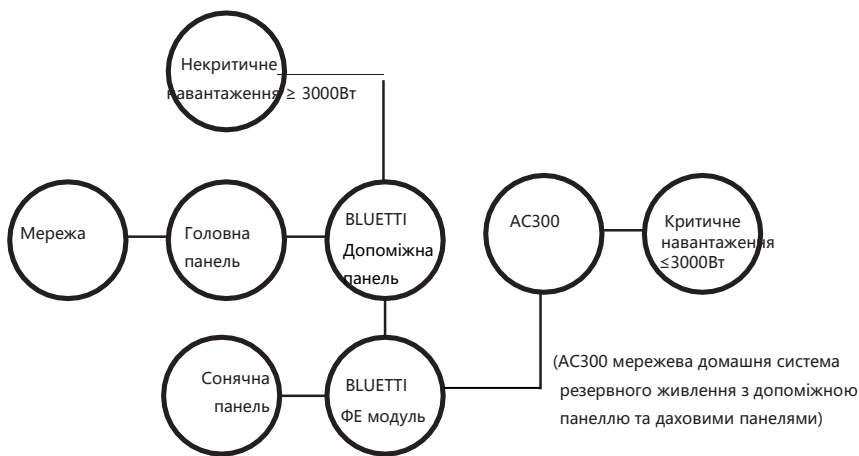 Некритичне
навантаження ≥ 3000Вт
Мережа
Головна
панель
BLUETTI
Допоміжна
панель
AC300
Критичне
навантаження
≤3000Вт
Сонячна
панель
BLUETTI
ФЕ модуль
(AC300 мережева домашня система
резервного живлення з допоміжною
панеллю та даховими панелями)